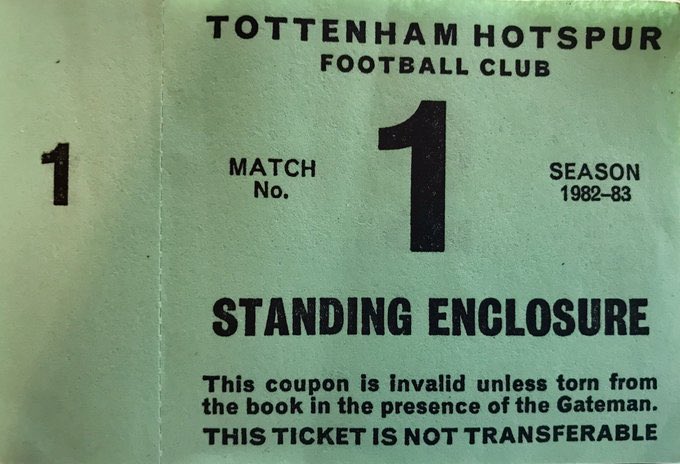 TOTTENHAM HOTSPUR
FOOTBALL CLUB
1
MATCH
No.
1
SEASON
1982–83
STANDING ENCLOSURE
This coupon is invalid unless torn from
the book in the presence of the Gateman.
THIS TICKET IS NOT TRANSFERABLE